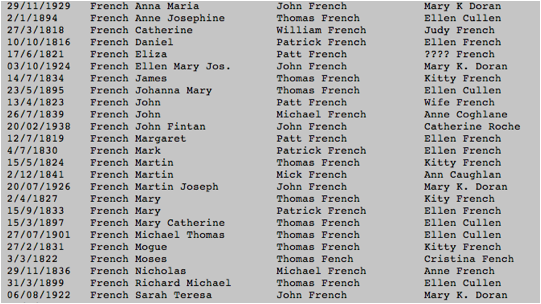 29/11/1929 French Anna Maria John French Mary K Doran
2/1/1894 French Anne Josephine Thomas French Ellen Cullen
27/3/1818 French Catherine William French Judy French
10/10/1816 French Daniel Patrick French Ellen French
17/6/1821 French Eliza Patt French ???? French
03/10/1924 French Ellen Mary Jos. John French Mary K. Doran
14/7/1834 French James Thomas French Kitty French
23/5/1895 French Johanna Mary Thomas French Ellen Cullen
13/4/1823 French John Patt French Wife French
26/7/1839 French John Michael French Anne Coghlane
20/02/1938 French John Fintan John French Catherine Roche
12/7/1819 French Margaret Patt French Ellen French
4/7/1830 French Mark Patrick French Ellen French
15/5/1824 French Martin Thomas French Kitty French
2/12/1841 French Martin Mick French Ann Caughlan
20/07/1926 French Martin Joseph John French Mary K. Doran
2/4/1827 French Mary Thomas French Kity French
15/9/1833 French Mary Patrick French Ellen French
15/3/1897 French Mary Catherine Thomas French Ellen Cullen
27/07/1901 French Michael Thomas Thomas French Ellen Cullen
27/2/1831 French Mogue Thomas French Kitty French
3/3/1822 French Moses Thomas Fench Cristina Fench
29/11/1836 French Nicholas Michael French Anne French
31/3/1899 French Richard Michael Thomas French Ellen Cullen
06/08/1922 French Sarah Teresa John French Mary K. Doran